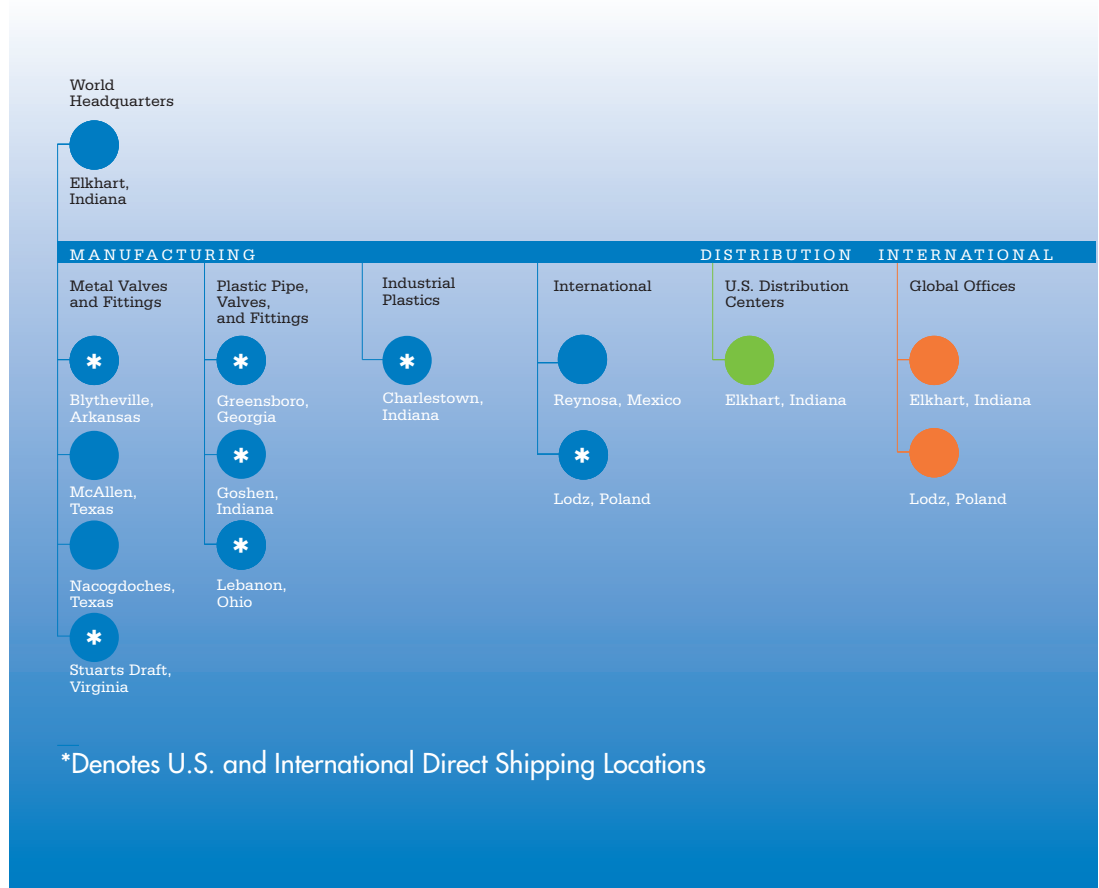 World
Headquarters
Elkhart,
Indiana
MANUFACTURING
DISTRIBUTION
INTERNATIONAL
Metal Valves
and Fittings
*
Blytheville,
Arkansas
McAllen,
Texas
Nacogdoches,
Texas
*
Stuarts Draft,
Virginia
Plastic Pipe,
Valves,
and Fittings
*
Greensboro,
Georgia
*
Goshen,
Indiana
*
Lebanon,
Ohio
Industrial
Plastics
*
Charlestown,
Indiana
International
Reynosa, Mexico
*
Lodz, Poland
U.S. Distribution
Centers
Elkhart, Indiana
Global Offices
Elkhart, Indiana
Lodz, Poland
*Denotes U.S. and International Direct Shipping Locations